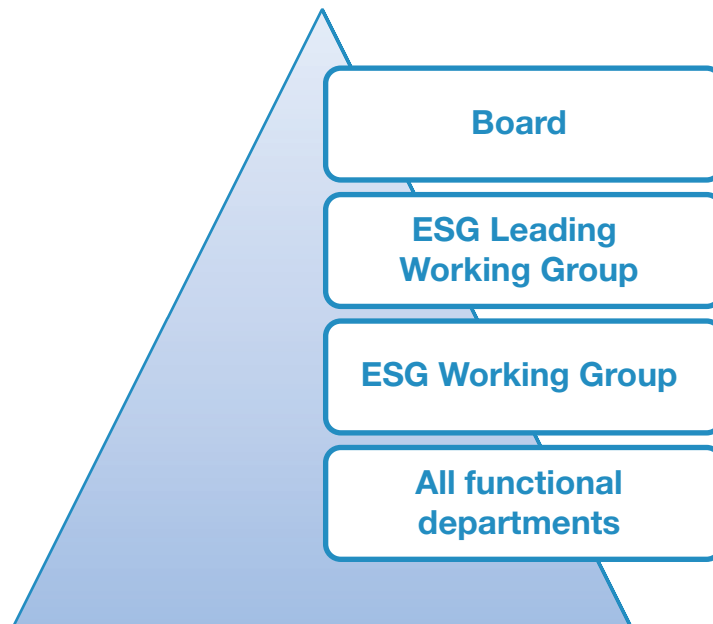 Board
ESG Leading
Working Group
ESG Working Group
All functional
departments